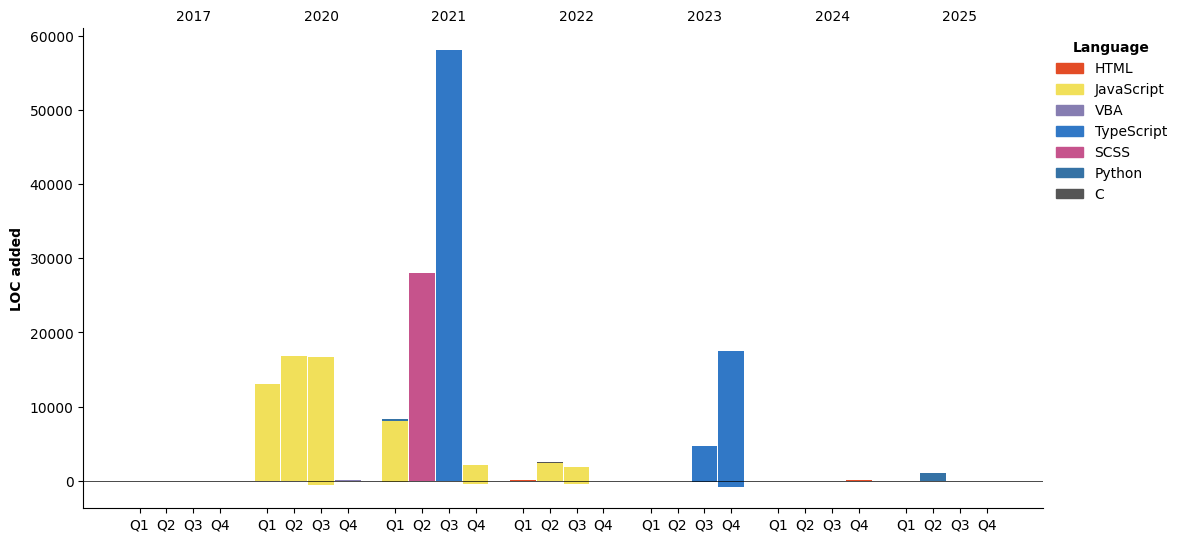 2017 2020 2021 2022 2023 2024 2025
60000
50000
40000
30000
20000
10000
0
LOC added
Q1 Q2 Q3 Q4 Q1 Q2 Q3 Q4 Q1 Q2 Q3 Q4 Q1 Q2 Q3 Q4 Q1 Q2 Q3 Q4 Q1 Q2 Q3 Q4 Q1 Q2 Q3 Q4
Language
HTML
JavaScript
VBA
TypeScript
SCSS
Python
C